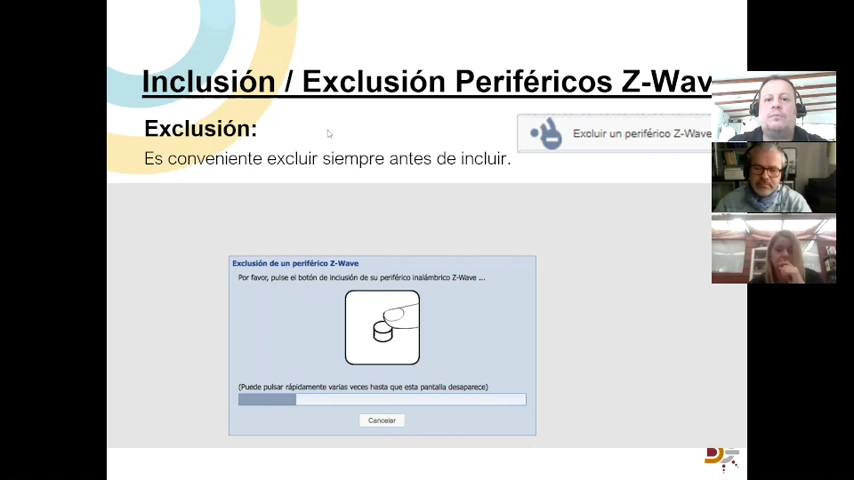 Inclusión / Exclusión Periféricos Z-Wav
Exclusión:
Excluir un periférico Z-Wave
Es conveniente excluir siempre antes de incluir.
Exclusión de un periférico Z-Wave
Por favor, pulse el botón de inclusión de su periférico inalámbrico Z-Wave ...
(Puede pulsar rápidamente varias veces hasta que esta pantalla desaparece)
Cancelar